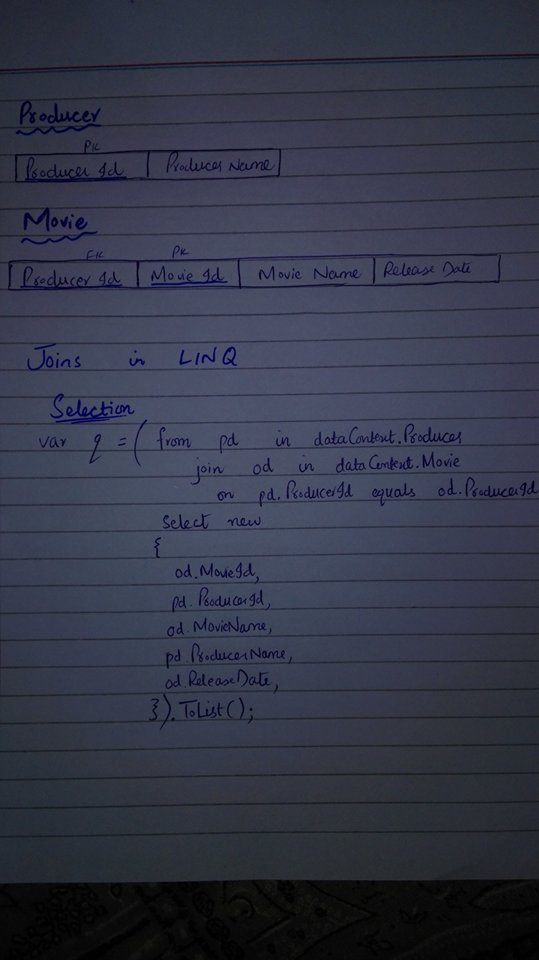 Producer
PK
Producer Id Producer Name
Movie
FK PK
Producer Id Movie Id Movie Name Release Date
Joins in LINQ
Selection
var q = ( from pd in dataContext.Producer
join od in dataContext.Movie
on pd.ProducerId equals od.ProducerId
Select new
{
od.MovieId,
pd.ProducerId,
od.MovieName,
pd.ProducerName,
od.ReleaseDate,
}).ToList();